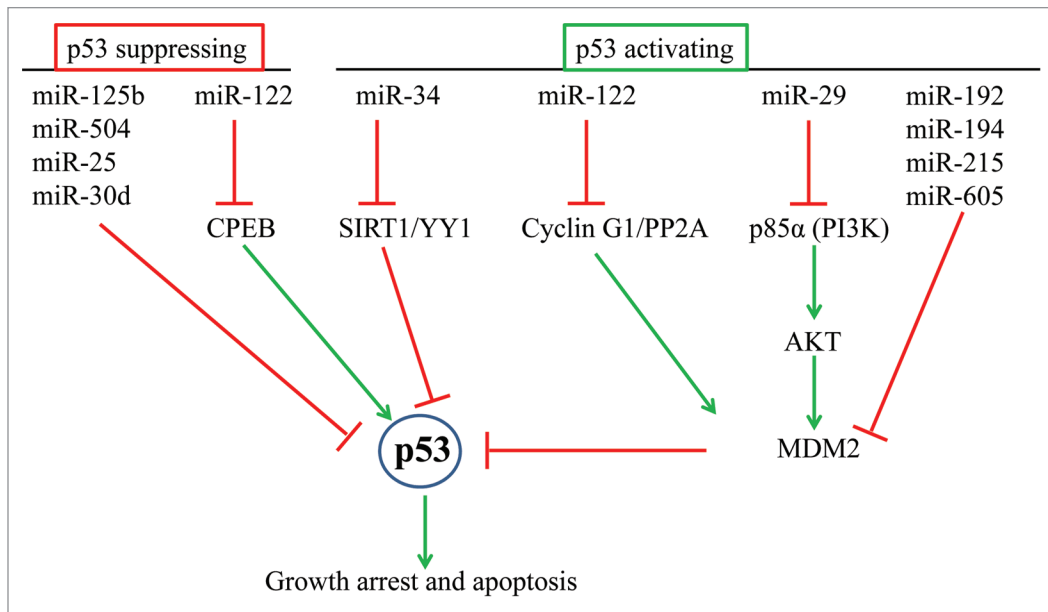 p53 suppressing
p53 activating
miR-125b
miR-504
miR-25
miR-30d
miR-122
miR-34
miR-122
miR-29
miR-192
miR-194
miR-215
miR-605
CPEB
SIRT1/YY1
Cyclin G1/PP2A
p85α (PI3K)
AKT
p53
MDM2
Growth arrest and apoptosis